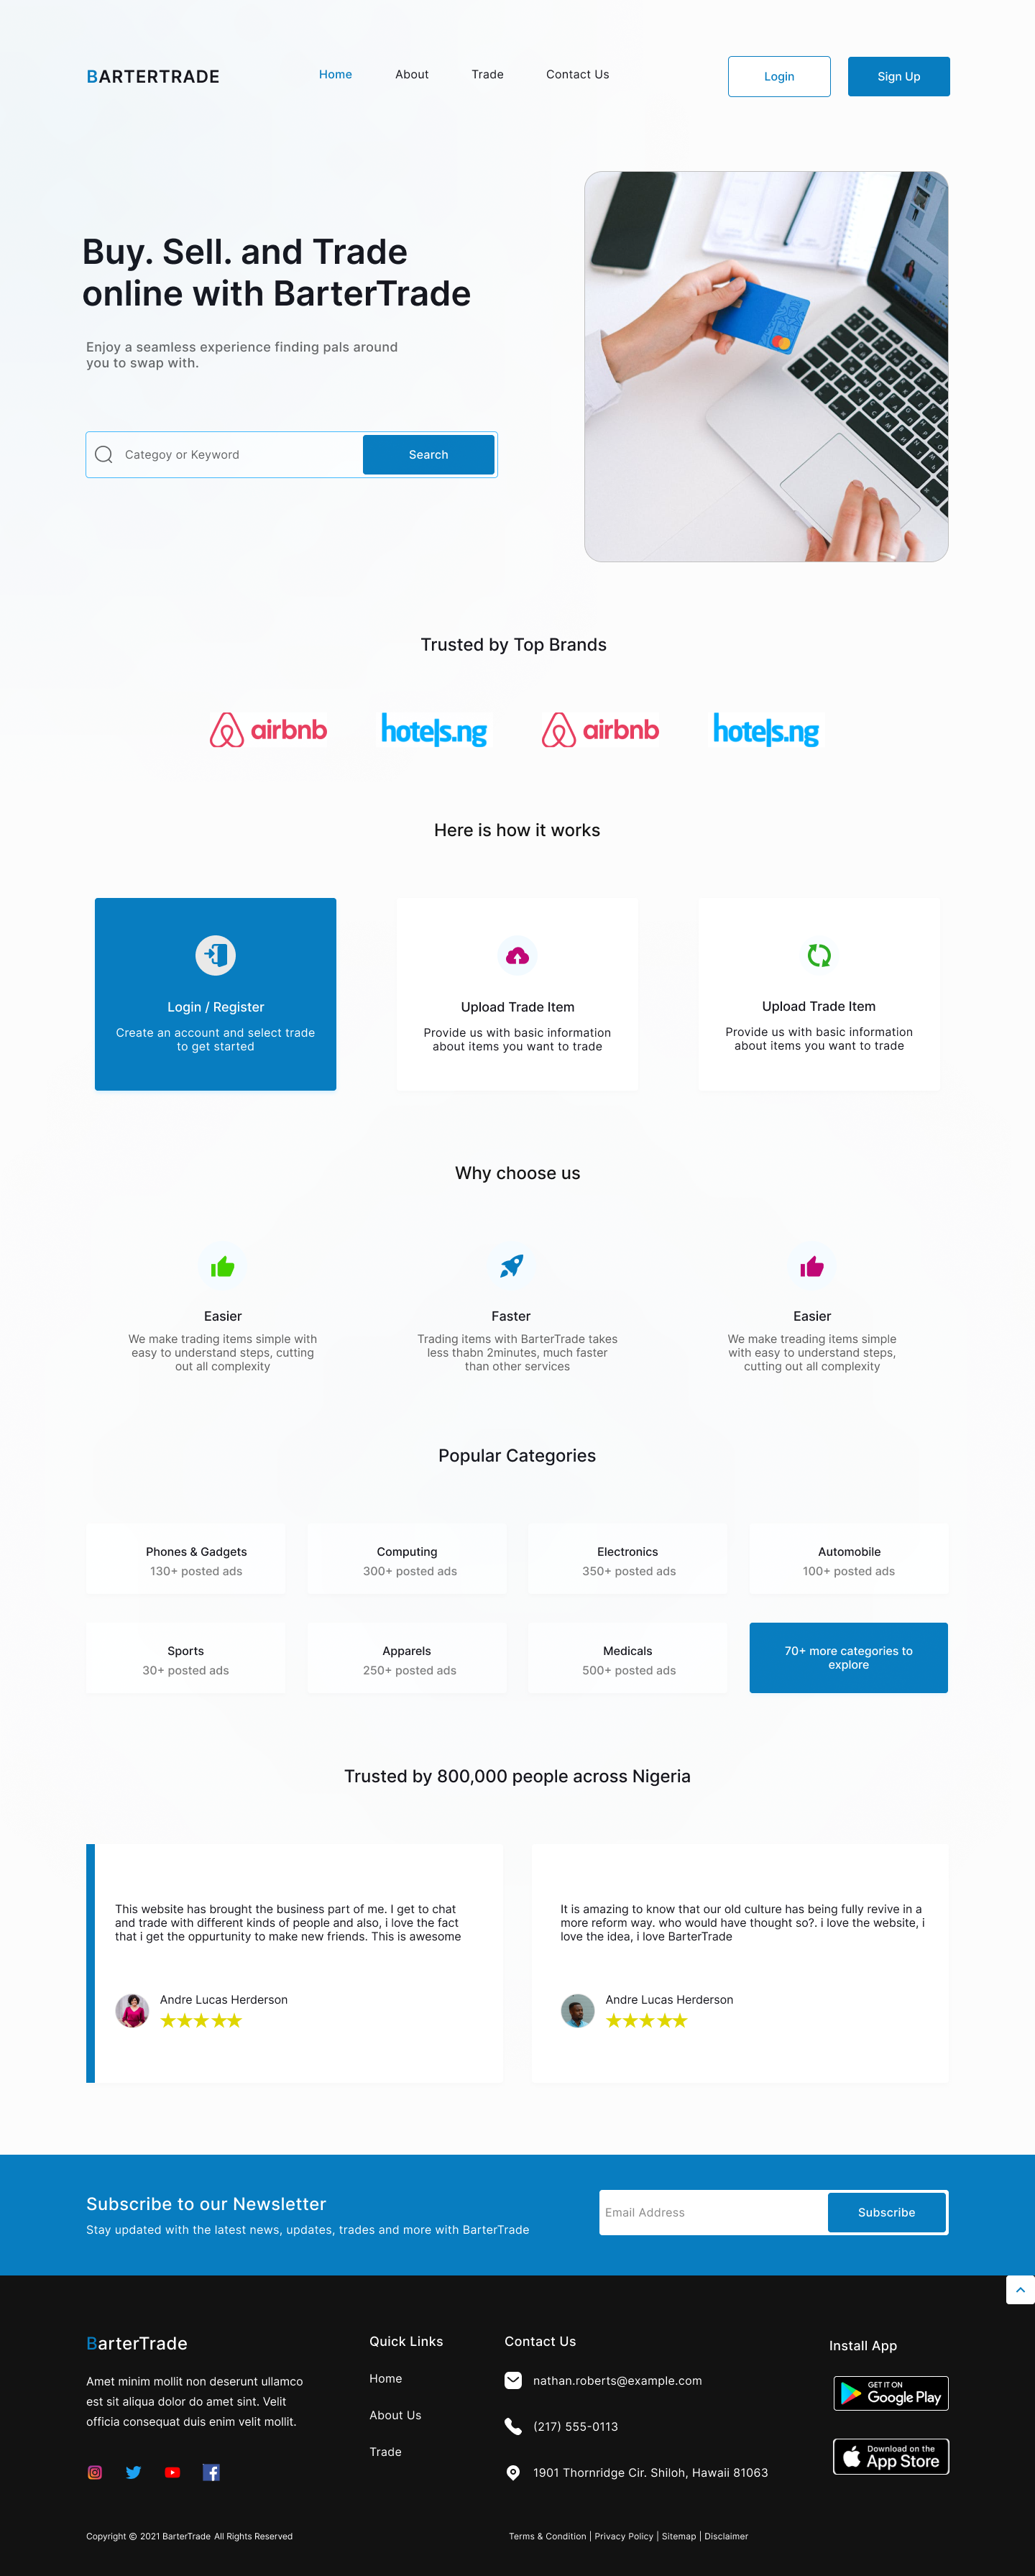 BARTERTRADE
Home About Trade Contact Us
Login Sign Up
Buy. Sell. and Trade
online with BarterTrade
Enjoy a seamless experience finding pals around
you to swap with.
Categoy or Keyword
Search
Trusted by Top Brands
airbnb hotels.ng airbnb hotels.ng
Here is how it works
Login / Register
Create an account and select trade
to get started
Upload Trade Item
Provide us with basic information
about items you want to trade
Upload Trade Item
Provide us with basic information
about items you want to trade
Why choose us
Easier
We make trading items simple with
easy to understand steps, cutting
out all complexity
Faster
Trading items with BarterTrade takes
less thabn 2minutes, much faster
than other services
Easier
We make treading items simple
with easy to understand steps,
cutting out all complexity
Popular Categories
Phones & Gadgets
130+ posted ads
Computing
300+ posted ads
Electronics
350+ posted ads
Automobile
100+ posted ads
Sports
30+ posted ads
Apparels
250+ posted ads
Medicals
500+ posted ads
70+ more categories to
explore
Trusted by 800,000 people across Nigeria
This website has brought the business part of me. I get to chat
and trade with different kinds of people and also, i love the fact
that i get the oppurtunity to make new friends. This is awesome
Andre Lucas Herderson
It is amazing to know that our old culture has being fully revive in a
more reform way. who would have thought so?. i love the website, i
love the idea, i love BarterTrade
Andre Lucas Herderson
Subscribe to our Newsletter
Stay updated with the latest news, updates, trades and more with BarterTrade
Email Address
Subscribe
BarterTrade
Amet minim mollit non deserunt ullamco
est sit aliqua dolor do amet sint. Velit
officia consequat duis enim velit mollit.
Quick Links
Home
About Us
Trade
Contact Us
nathan.roberts@example.com
(217) 555-0113
1901 Thornridge Cir. Shiloh, Hawaii 81063
Install App
GET IT ON
Google Play
Download on the
App Store
Copyright © 2021 BarterTrade All Rights Reserved
Terms & Condition | Privacy Policy | Sitemap | Disclaimer